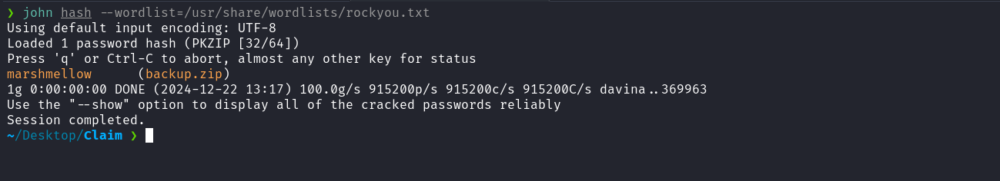 ❯ john hash --wordlist=/usr/share/wordlists/rockyou.txt
Using default input encoding: UTF-8
Loaded 1 password hash (PKZIP [32/64])
Press 'q' or Ctrl-C to abort, almost any other key for status
marshmellow      (backup.zip)
1g 0:00:00:00 DONE (2024-12-22 13:17) 100.0g/s 915200p/s 915200c/s 915200C/s davina..369963
Use the "--show" option to display all of the cracked passwords reliably
Session completed.
~/Desktop/Claim ❯